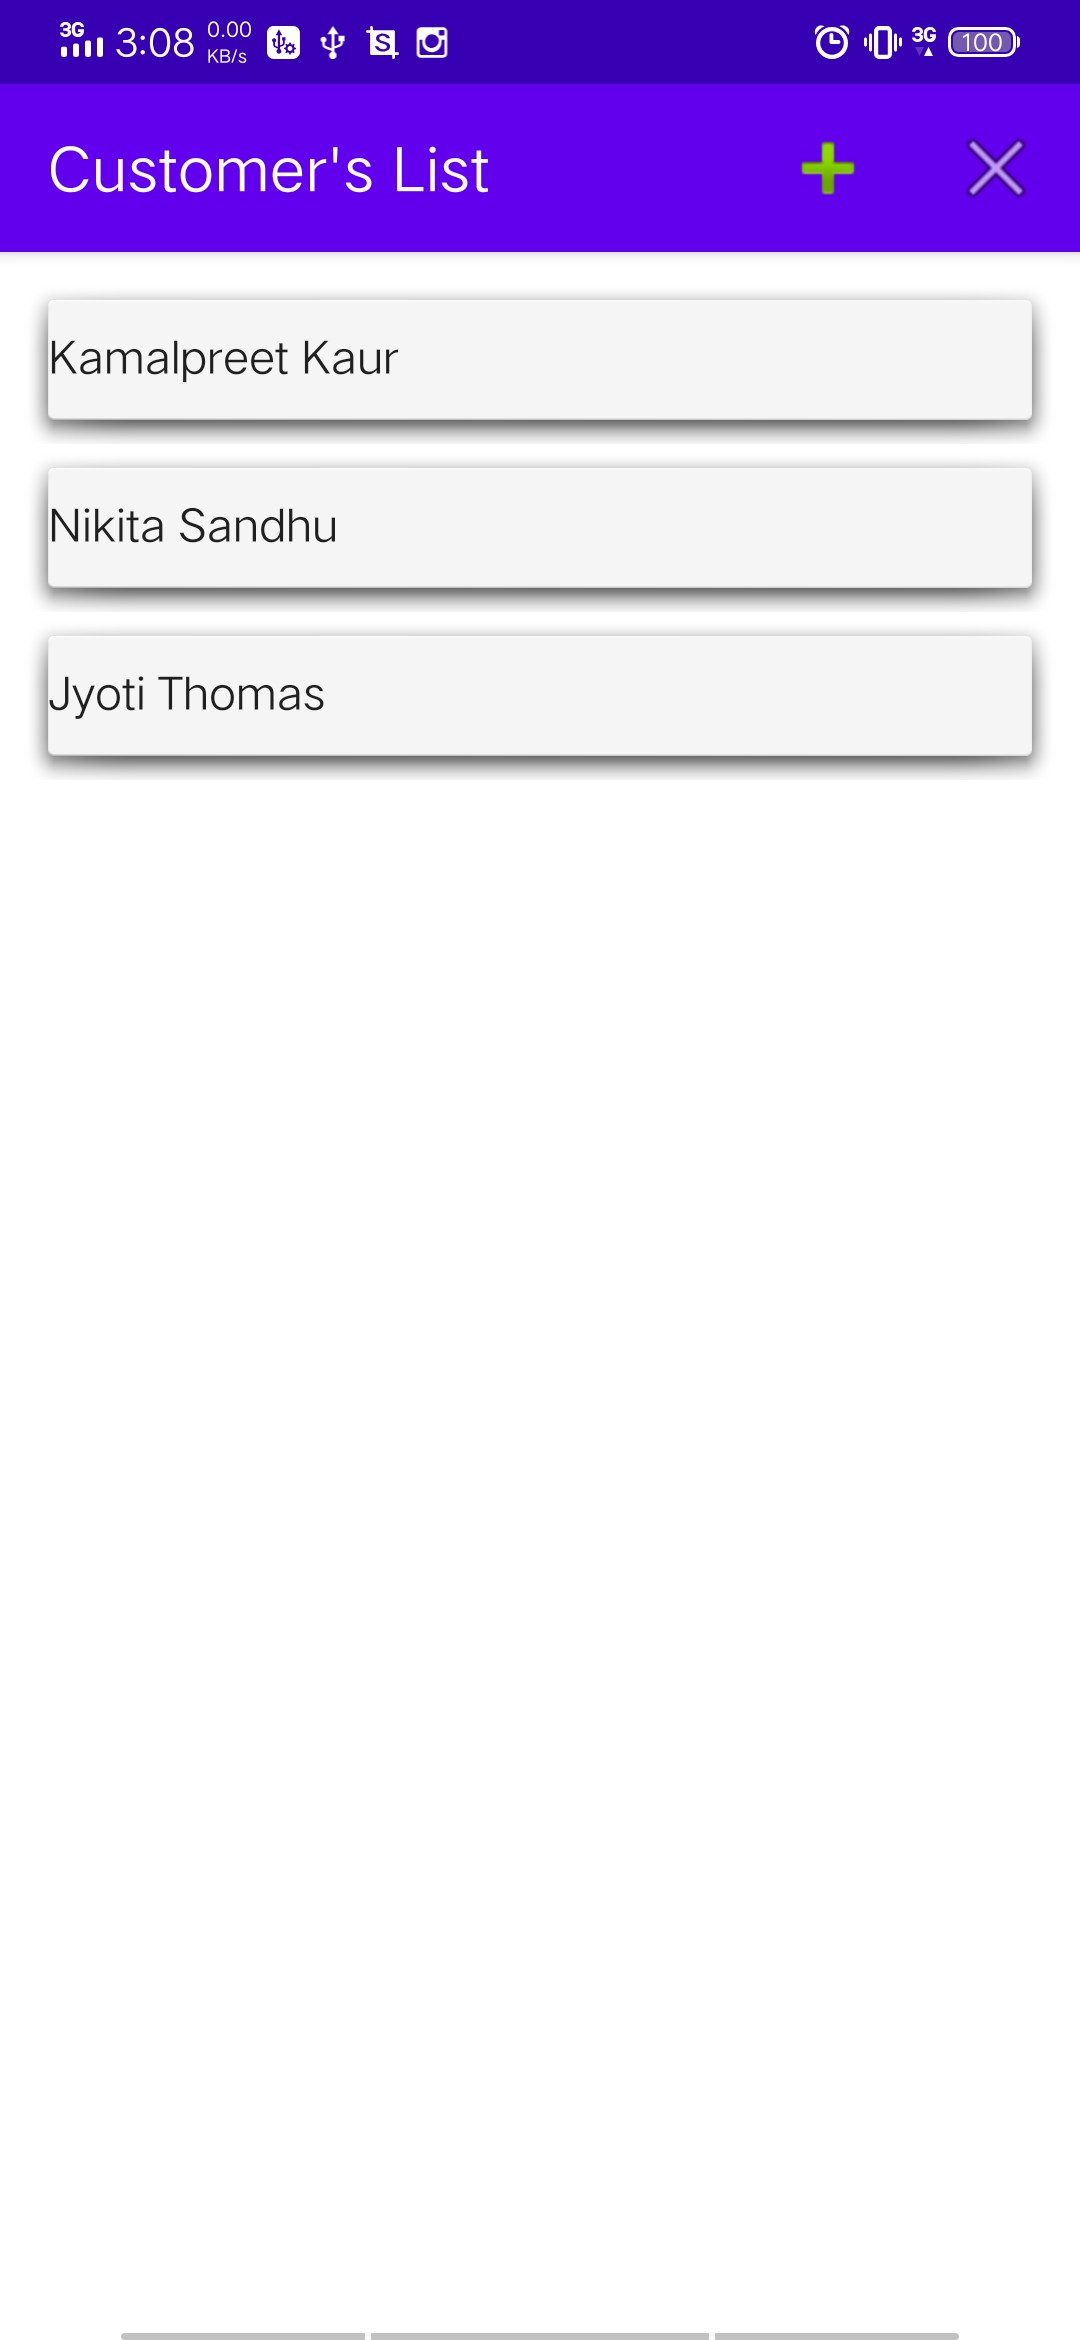 3G 3:08 0.00 KB/s 3G 100
Customer's List
Kamalpreet Kaur
Nikita Sandhu
Jyoti Thomas